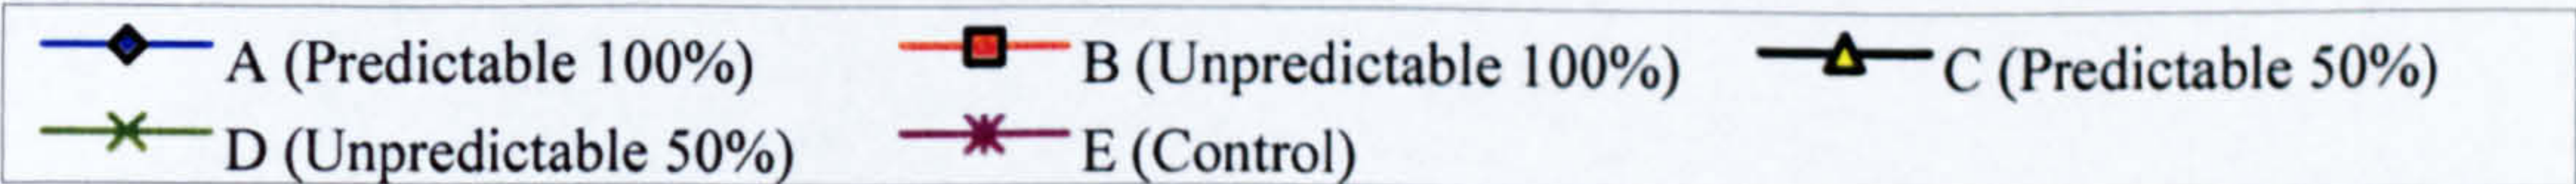 A (Predictable 100%) B (Unpredictable 100%) C (Predictable 50%)
D (Unpredictable 50%) E (Control)